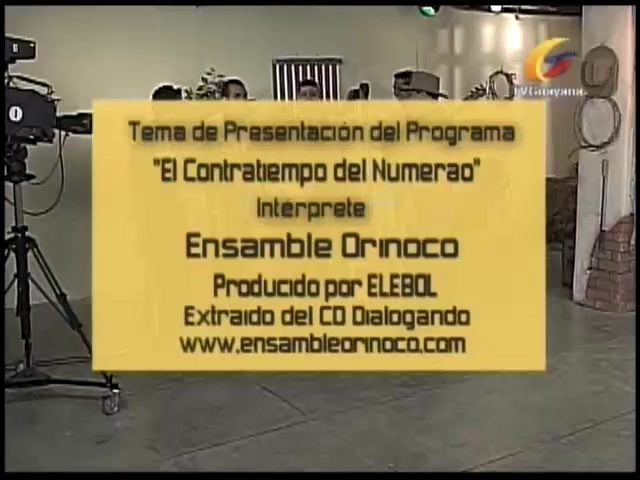 TVGuayana
Tema de Presentación del Programa
"El Contratiempo del Numerao"
Interprete
Ensamble Orinoco
Producido por ELEBOL
Extraido del CD Dialogando
www.ensambleorinoco.com